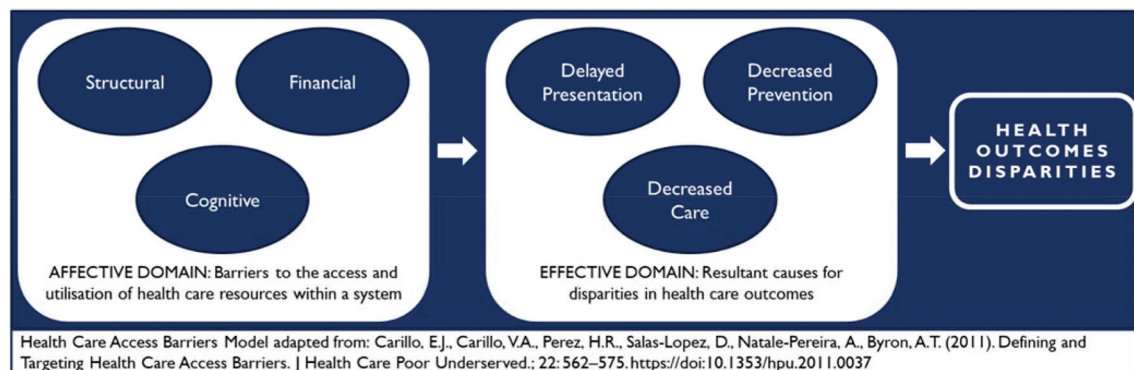 Structural
Financial
Cognitive
AFFECTIVE DOMAIN: Barriers to the access and
utilisation of health care resources within a system
Delayed
Presentation
Decreased
Prevention
Decreased
Care
EFFECTIVE DOMAIN: Resultant causes for
disparities in health care outcomes
HEALTH
OUTCOMES
DISPARITIES
Health Care Access Barriers Model adapted from: Carillo, E.J., Carillo, V.A., Perez, H.R., Salas-Lopez, D., Natale-Pereira, A., Byron, A.T. (2011). Defining and
Targeting Health Care Access Barriers. J Health Care Poor Underserved.; 22: 562–575. https://doi:10.1353/hpu.2011.0037